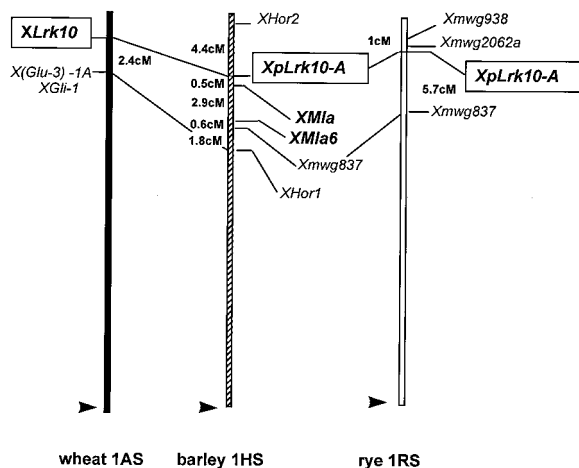 XLrk10
X(Glu-3) -1A
XGli-1
2.4cM
XHor2
4.4cM
XpLrk10-A
0.5cM
2.9cM
XMla
0.6cM
XMla6
1.8cM
Xmwg837
XHor1
Xmwg938
1cM
Xmwg2062a
XpLrk10-A
5.7cM
Xmwg837
wheat 1AS
barley 1HS
rye 1RS